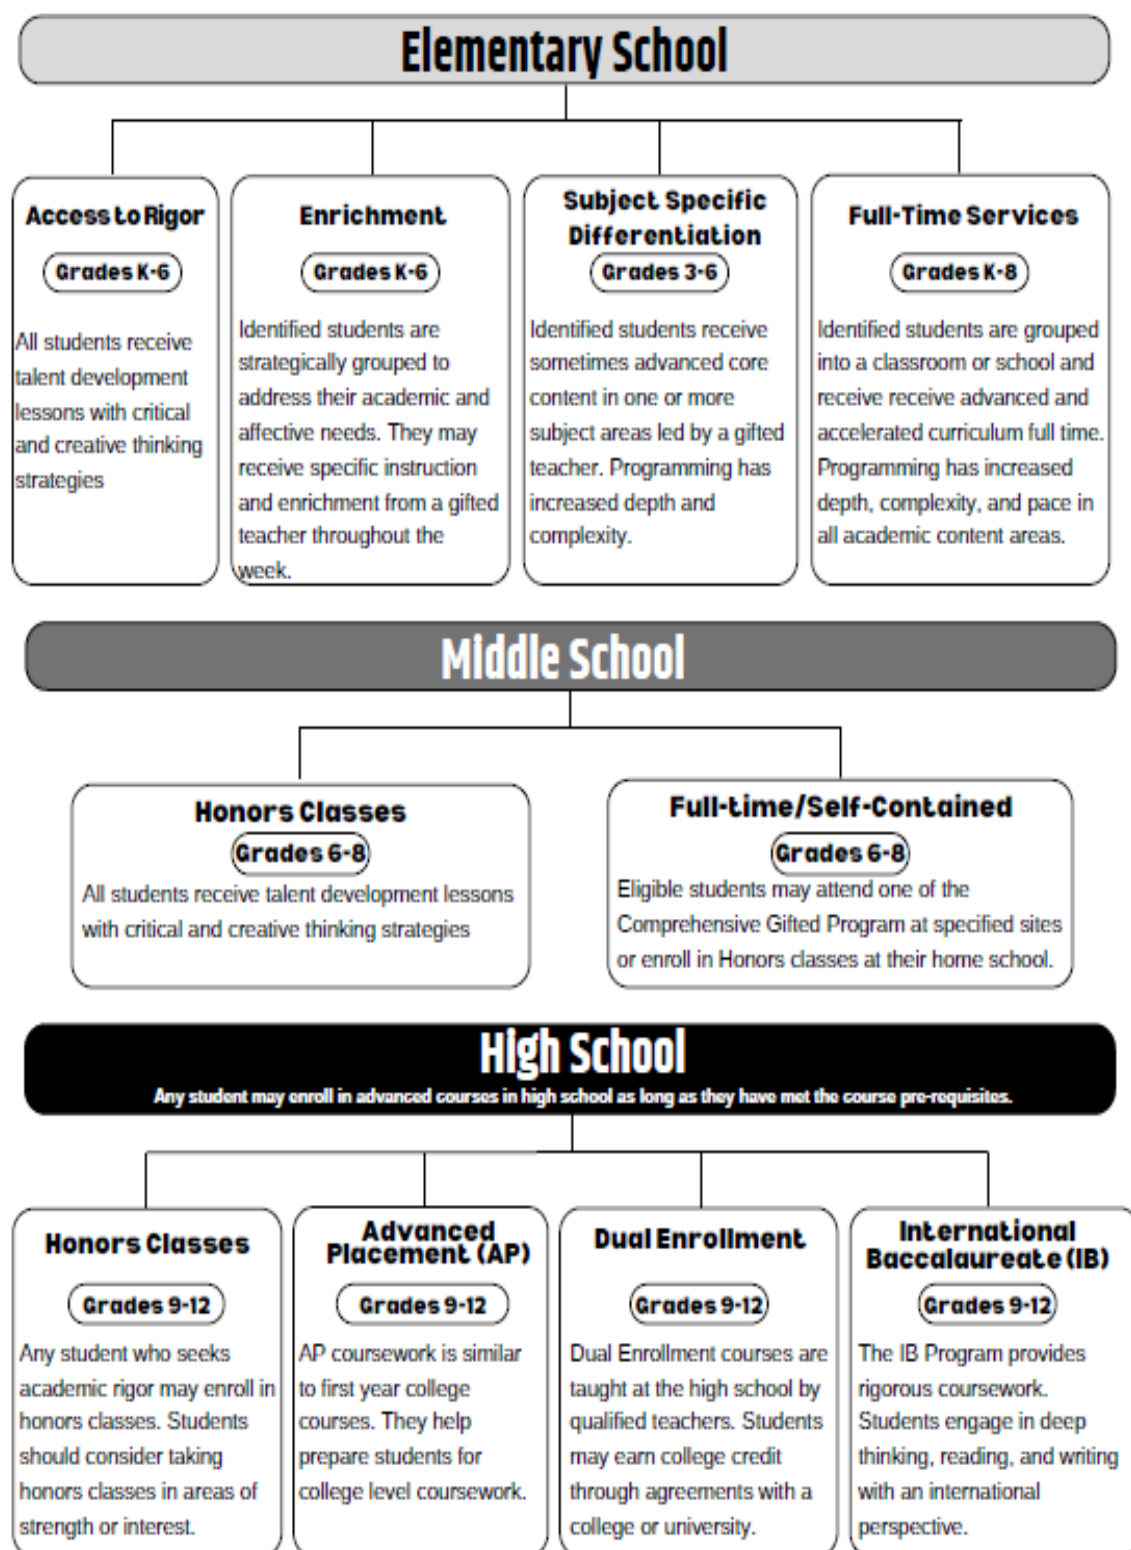 Elementary School
Access to Rigor
Grades K-6
All students receive
talent development
lessons with critical
and creative thinking
strategies
Enrichment
Grades K-6
Identified students are
strategically grouped to
address their academic and
affective needs. They may
receive specific instruction
and enrichment from a gifted
teacher throughout the
week.
Subject Specific
Differentiation
Grades 3-6
Identified students receive
sometimes advanced core
content in one or more
subject areas led by a gifted
teacher. Programming has
increased depth and
complexity.
Full-Time Services
Grades K-8
Identified students are grouped
into a classroom or school and
receive receive advanced and
accelerated curriculum full time.
Programming has increased
depth, complexity, and pace in
all academic content areas.
Middle School
Honors Classes
Grades 6-8
All students receive talent development lessons
with critical and creative thinking strategies
Full-time/Self-Contained
Grades 6-8
Eligible students may attend one of the
Comprehensive Gifted Program at specified sites
or enroll in Honors classes at their home school.
High School
Any student may enroll in advanced courses in high school as long as they have met the course pre-requisites.
Honors Classes
Grades 9-12
Any student who seeks
academic rigor may enroll in
honors classes. Students
should consider taking
honors classes in areas of
strength or interest.
Advanced
Placement (AP)
Grades 9-12
AP coursework is similar
to first year college
courses. They help
prepare students for
college level coursework.
Dual Enrollment
Grades 9-12
Dual Enrollment courses are
taught at the high school by
qualified teachers. Students
may earn college credit
through agreements with a
college or university.
International
Baccalaureate (IB)
Grades 9-12
The IB Program provides
rigorous coursework.
Students engage in deep
thinking, reading, and writing
with an international
perspective.